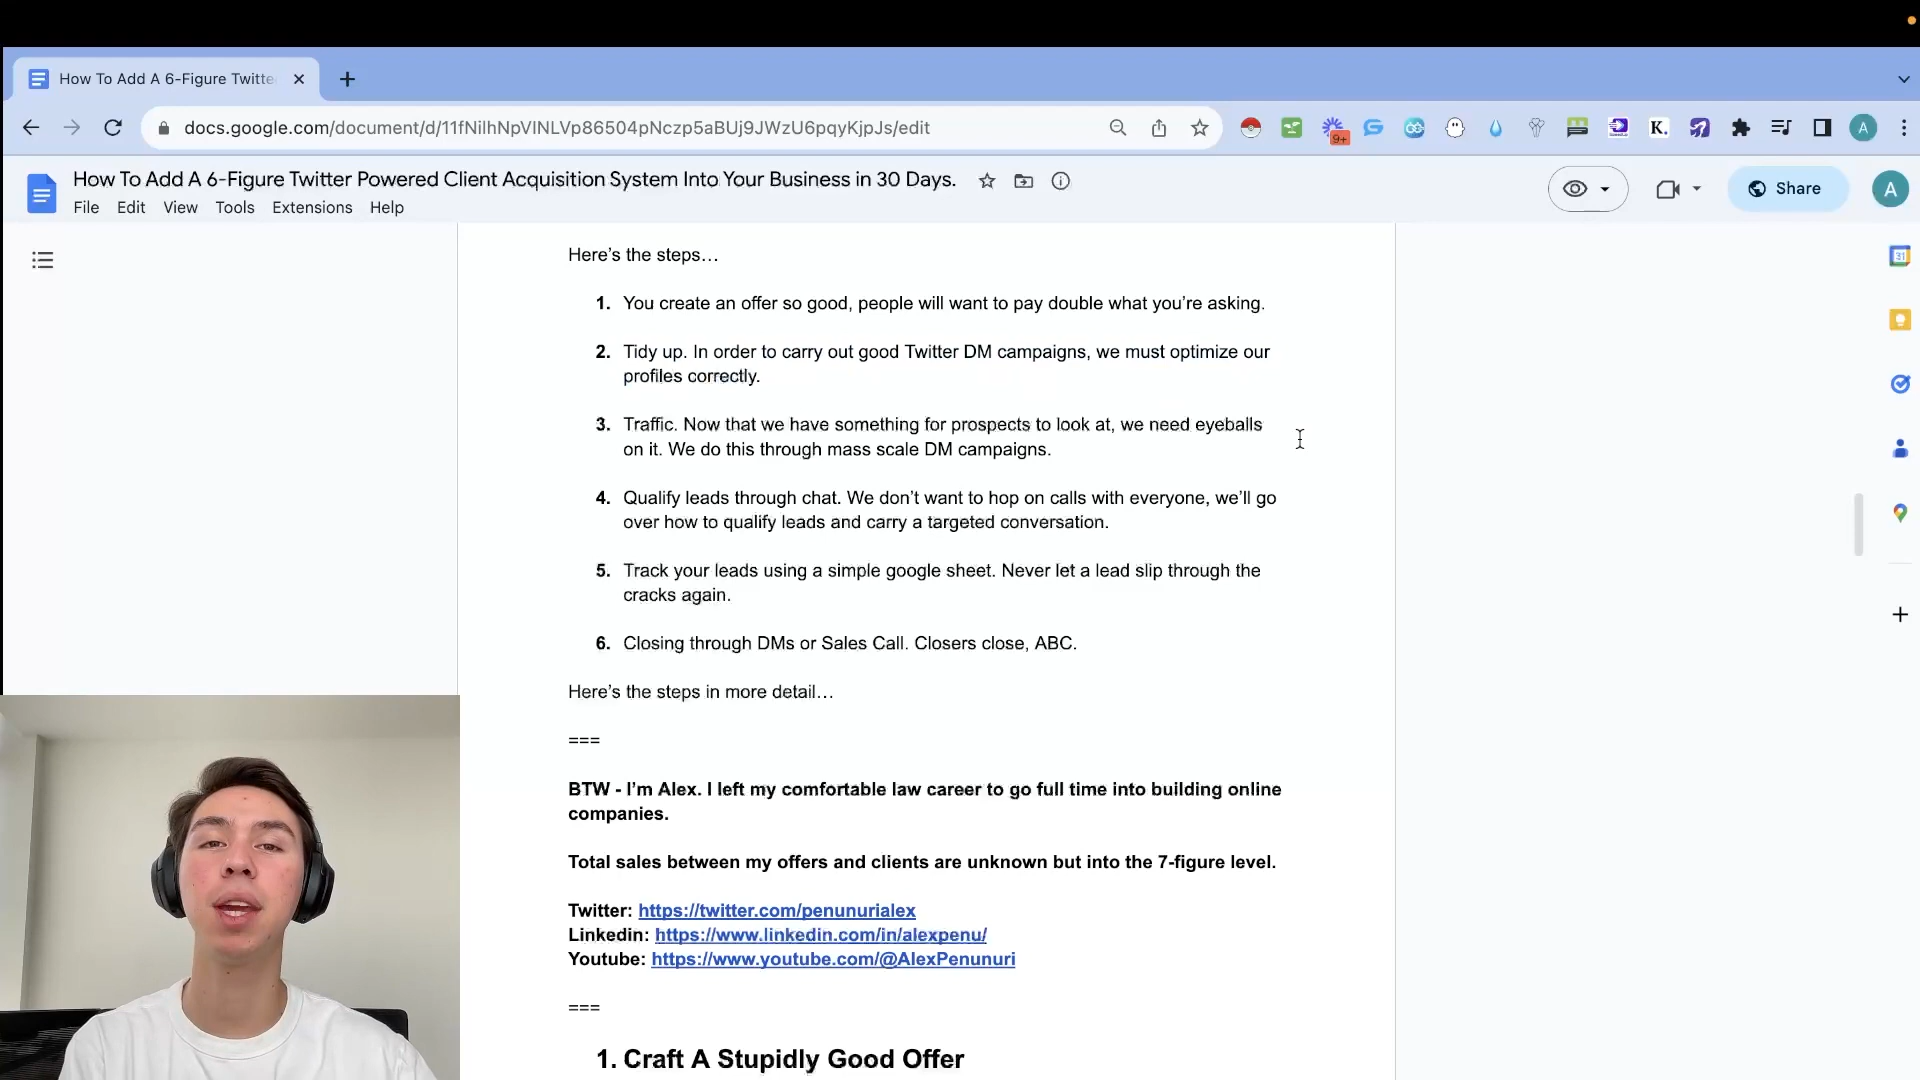 How To Add A 6-Figure Twitte
docs.google.com/document/d/11fNilhNpVINLVp86504pNczp5aBUj9JWzU6pqyKjpJs/edit
9+
K.
A
How To Add A 6-Figure Twitter Powered Client Acquisition System Into Your Business in 30 Days.
File Edit View Tools Extensions Help
Share
A
31
Here’s the steps…
1. You create an offer so good, people will want to pay double what you’re asking.
2. Tidy up. In order to carry out good Twitter DM campaigns, we must optimize our
profiles correctly.
3. Traffic. Now that we have something for prospects to look at, we need eyeballs
on it. We do this through mass scale DM campaigns.
4. Qualify leads through chat. We don’t want to hop on calls with everyone, we’ll go
over how to qualify leads and carry a targeted conversation.
5. Track your leads using a simple google sheet. Never let a lead slip through the
cracks again.
6. Closing through DMs or Sales Call. Closers close, ABC.
Here’s the steps in more detail…
===
BTW - I’m Alex. I left my comfortable law career to go full time into building online
companies.
Total sales between my offers and clients are unknown but into the 7-figure level.
Twitter: https://twitter.com/penunurialex
Linkedin: https://www.linkedin.com/in/alexpenu/
Youtube: https://www.youtube.com/@AlexPenunuri
===
1. Craft A Stupidly Good Offer